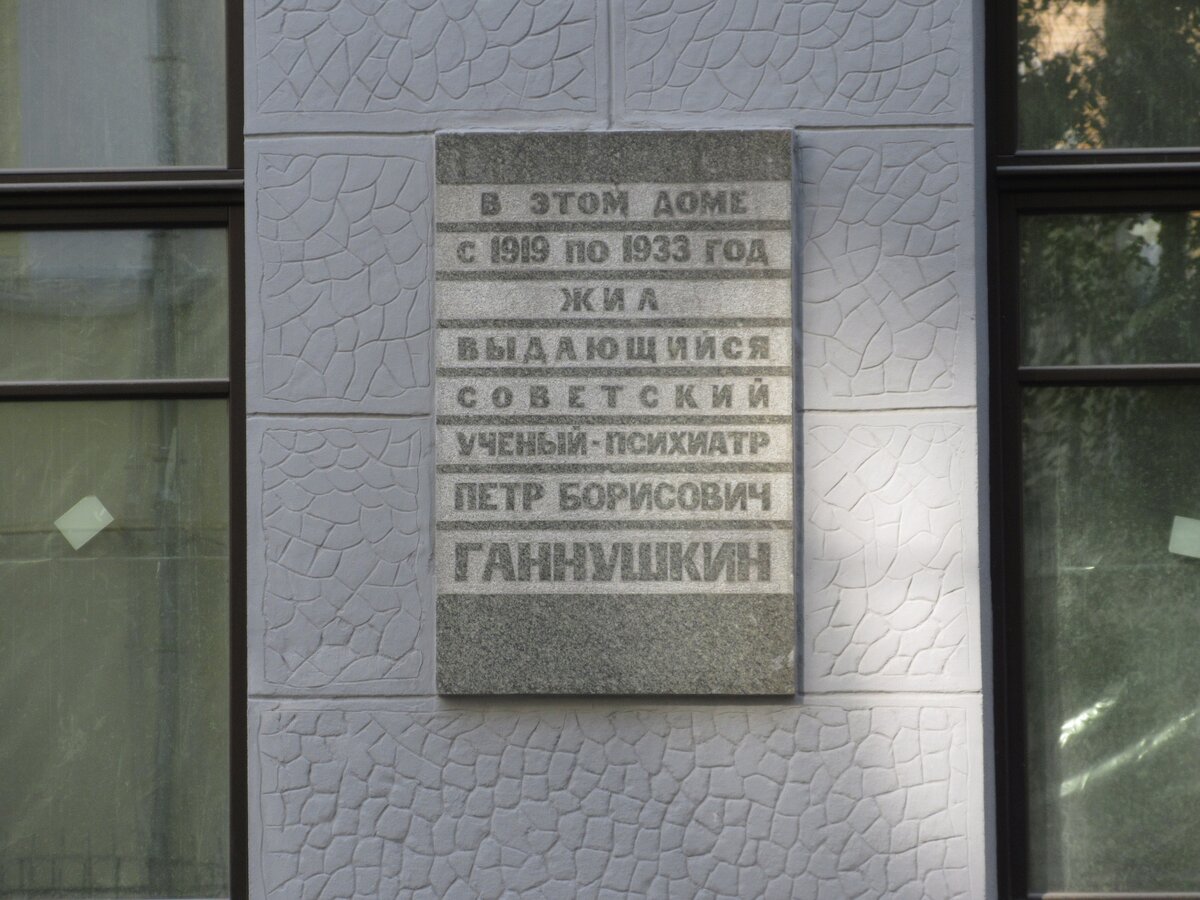 В ЭТОМ ДОМЕ
С 1919 ПО 1933 ГОД
ЖИЛ
ВЫДАЮЩИЙСЯ
СОВЕТСКИЙ
УЧЕНЫЙ-ПСИХИАТР
ПЕТР БОРИСОВИЧ
ГАННУШКИН